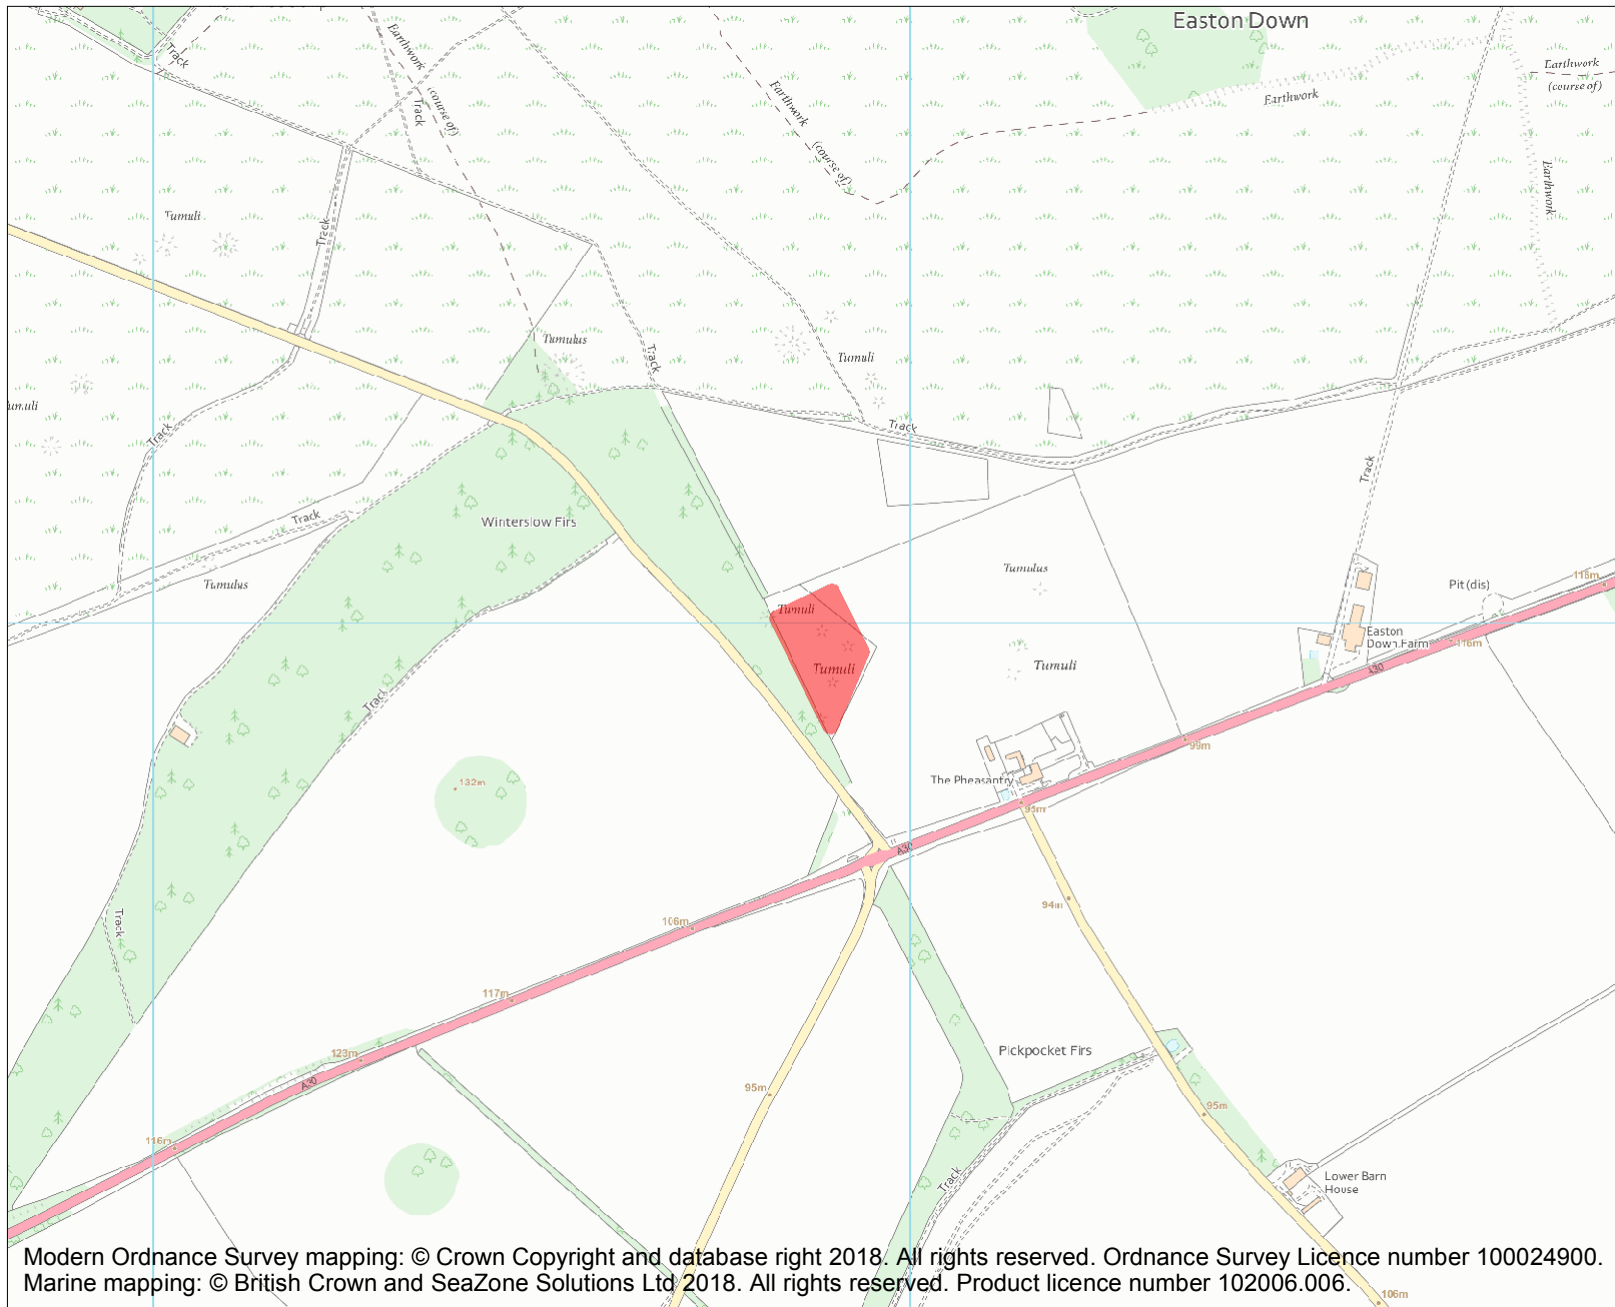 Easton Down
Track
Earthwork
(course of)
Track
Earthwork
(course of)
Earthwork
Earthwork
(course of)
Earthwork
Tumuli
Track
Tumulus
Track
Tumuli
Tumuli
Track
Track
Track
Track
Winterslow Firs
Track
Tumulus
Tumulus
Pit (dis)
116m
Tumuli
Easton
Down Farm
116m
Tumuli
Tumuli
A30
Track
99m
132m
The Pheasantry
93m
A30
94m
106m
Track
117m
Pickpocket Firs
123m
A30
95m
95m
116m
Track
Lower Barn
House
Modern Ordnance Survey mapping: © Crown Copyright and database right 2018. All rights reserved. Ordnance Survey Licence number 100024900.
Marine mapping: © British Crown and SeaZone Solutions Ltd 2018. All rights reserved. Product licence number 102006.006.
106m